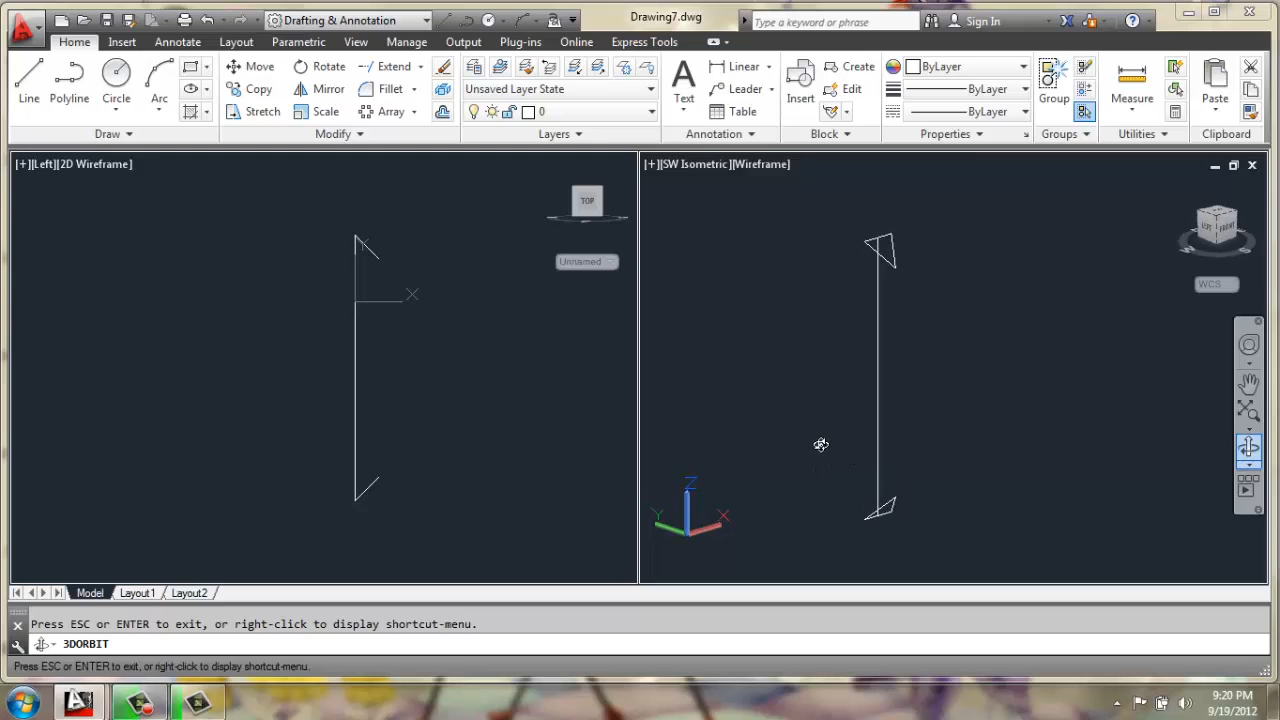 Drafting & Annotation
Drawing7.dwg
Type a keyword or phrase
Sign In
Home Insert Annotate Layout Parametric View Manage Output Plug-ins Online Express Tools
Line Polyline Circle Arc
Move Rotate Extend
Copy Mirror Fillet
Stretch Scale Array
Unsaved Layer State
0
Text
Linear
Leader
Table
Insert
Create
Edit
ByLayer
ByLayer
ByLayer
Group
Measure
Paste
Draw Modify Layers Annotation Block Properties Groups Utilities Clipboard
[+][Left][2D Wireframe]
TOP
Unnamed
Y
X
[+][SW Isometric][Wireframe]
LEFT FRONT
W
S
WCS
Z
Y
X
Model Layout1 Layout2
Press ESC or ENTER to exit, or right-click to display shortcut-menu.
3DORBIT
Press ESC or ENTER to exit, or right-click to display shortcut-menu.
9:20 PM
9/19/2012